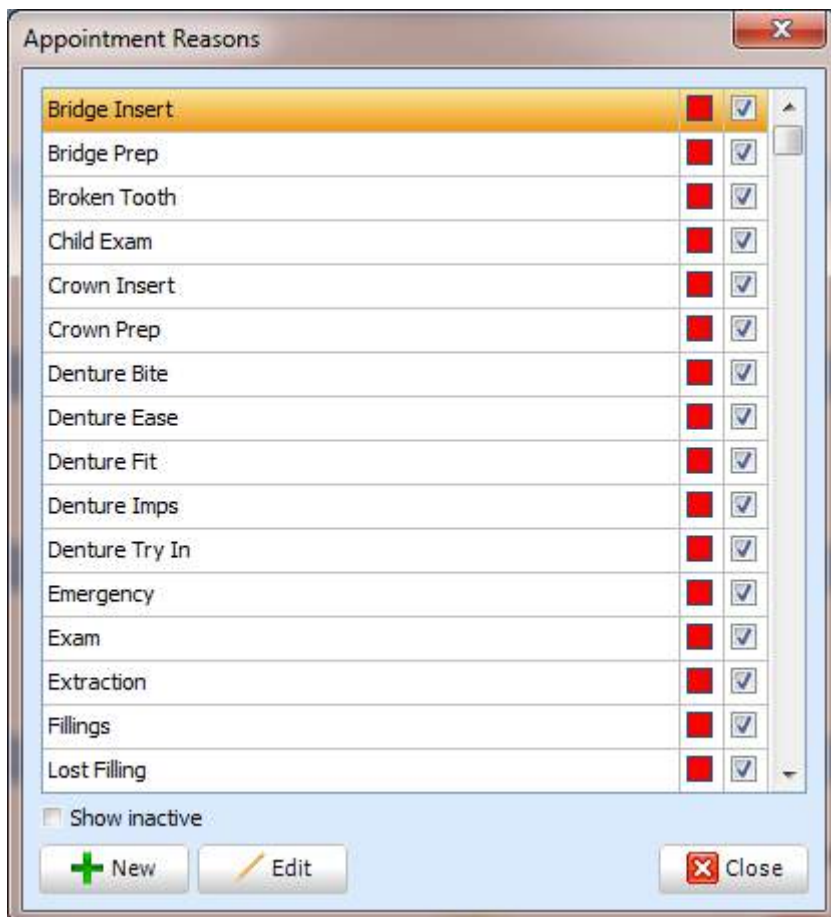 Appointment Reasons
Bridge Insert
Bridge Prep
Broken Tooth
Child Exam
Crown Insert
Crown Prep
Denture Bite
Denture Ease
Denture Fit
Denture Imps
Denture Try In
Emergency
Exam
Extraction
Fillings
Lost Filling
Show inactive
New Edit Close